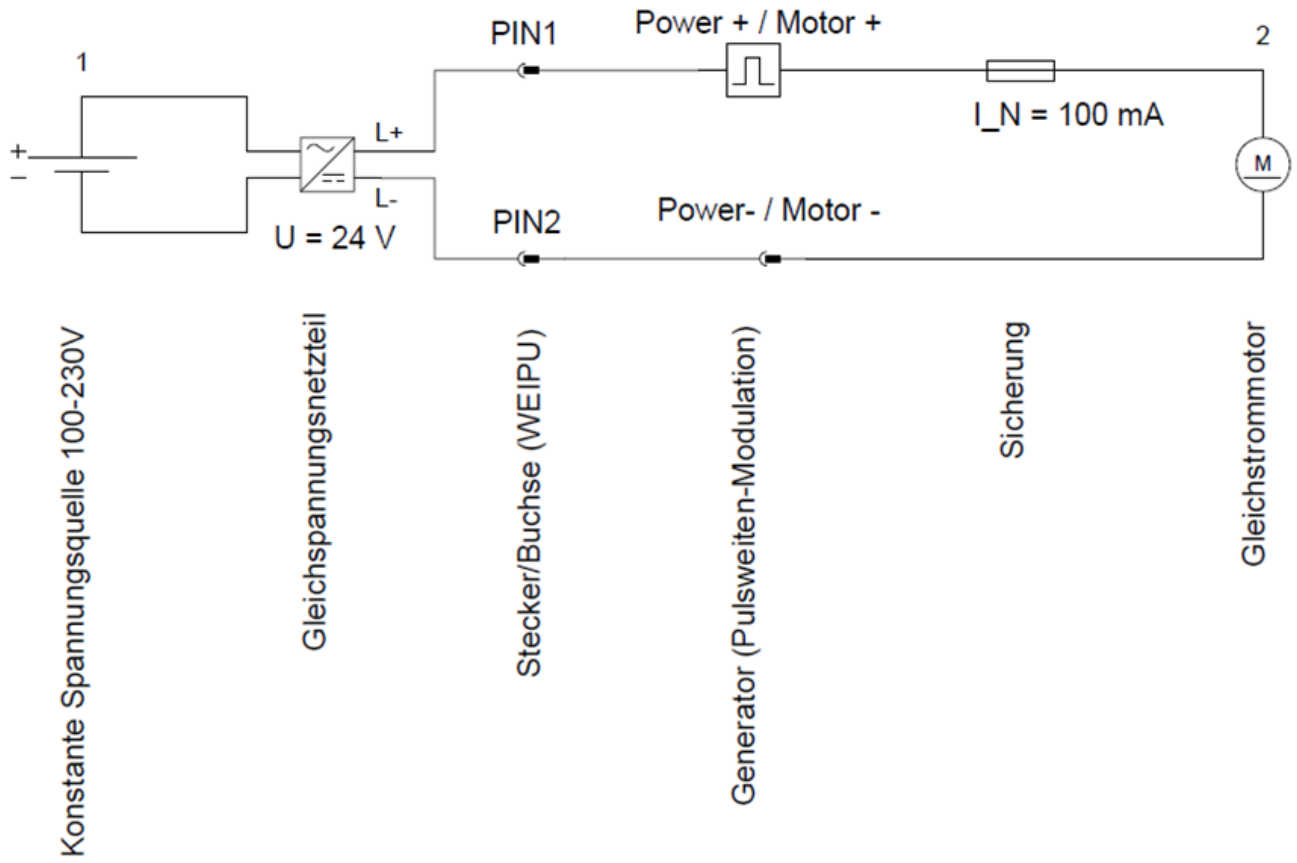 1
+
−
L+
L-
U = 24 V
PIN1
PIN2
Power + / Motor +
Power- / Motor -
I_N = 100 mA
2
M
Konstante Spannungsquelle 100-230V
Gleichspannungsnetzteil
Stecker/Buchse (WEIPU)
Generator (Pulsweiten-Modulation)
Sicherung
Gleichstrommotor